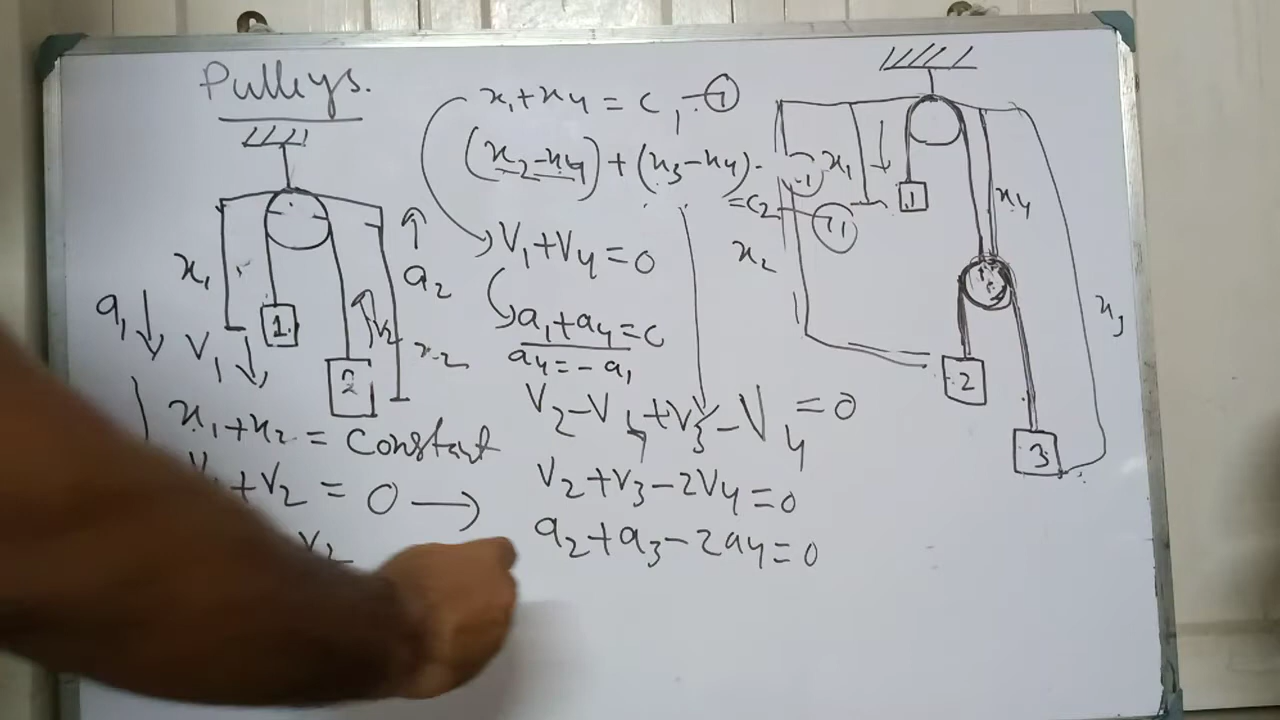 Pulleys.
x₁
a₁
V₁
1
2
V₂
x₂
a₂
x₁+x₂ = constant
+V₂ = 0 →
V₂
x₁+x₄ = C₁ - ①
(x₂-x₄) + (x₃-x₄)
=C₂
V₁+V₄=0
a₁+a₄=c
a₄=-a₁
V₂-V₄+V₃-V₄=0
V₂+V₃-2V₄=0
a₂+a₃-2a₄=0
x₁
1
x₄
x₂
x₃
2
3